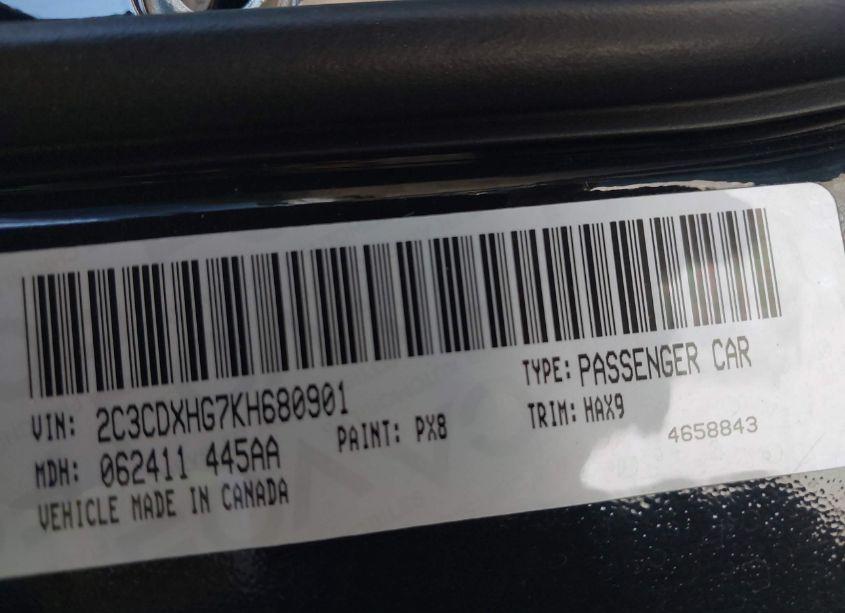 VIN: 2C3CDXHG7KH680901 TYPE: PASSENGER CAR
MDH: 062411 445AA PAINT: PX8 TRIM: HAX9
VEHICLE MADE IN CANADA 4658843